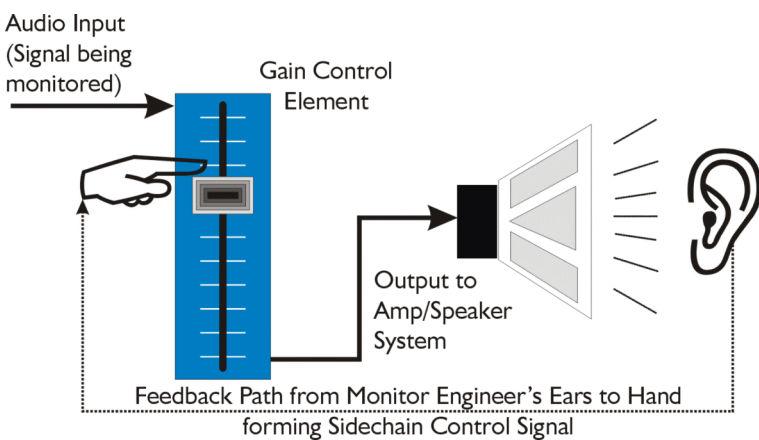 Audio Input
(Signal being
monitored)
Gain Control
Element
Output to
Amp/Speaker
System
Feedback Path from Monitor Engineer's Ears to Hand
forming Sidechain Control Signal